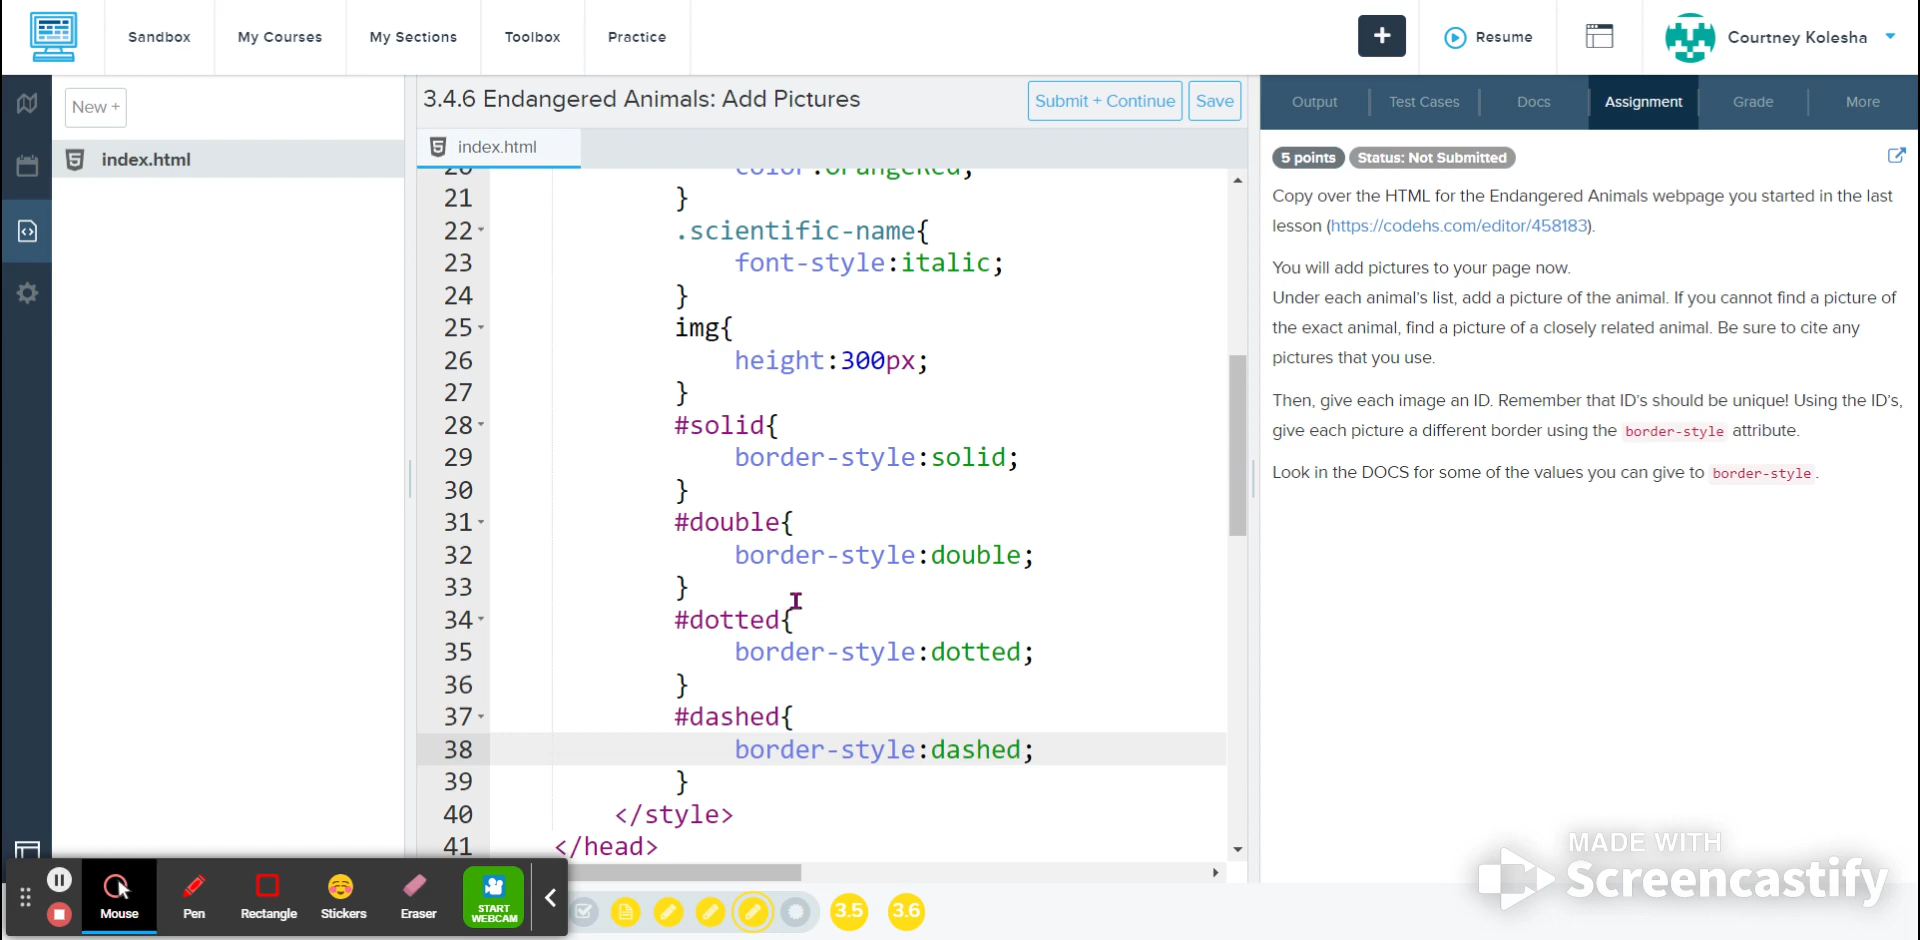 Sandbox
My Courses
My Sections
Toolbox
Practice
+
Resume
Courtney Kolesha
New +
index.html
3.4.6 Endangered Animals: Add Pictures
Submit + Continue
Save
index.html
20 color:orangeRed;
21 }
22 .scientific-name{
23 font-style:italic;
24 }
25 img{
26 height:300px;
27 }
28 #solid{
29 border-style:solid;
30 }
31 #double{
32 border-style:double;
33 }
34 #dotted{
35 border-style:dotted;
36 }
37 #dashed{
38 border-style:dashed;
39 }
40 </style>
41 </head>
Output
Test Cases
Docs
Assignment
Grade
More
5 points
Status: Not Submitted
Copy over the HTML for the Endangered Animals webpage you started in the last
lesson (https://codehs.com/editor/458183).
You will add pictures to your page now.
Under each animal's list, add a picture of the animal. If you cannot find a picture of
the exact animal, find a picture of a closely related animal. Be sure to cite any
pictures that you use.
Then, give each image an ID. Remember that ID's should be unique! Using the ID's,
give each picture a different border using the border-style attribute.
Look in the DOCS for some of the values you can give to border-style.
Mouse
Pen
Rectangle
Stickers
Eraser
START
WEBCAM
3.5
3.6
MADE WITH
Screencastify